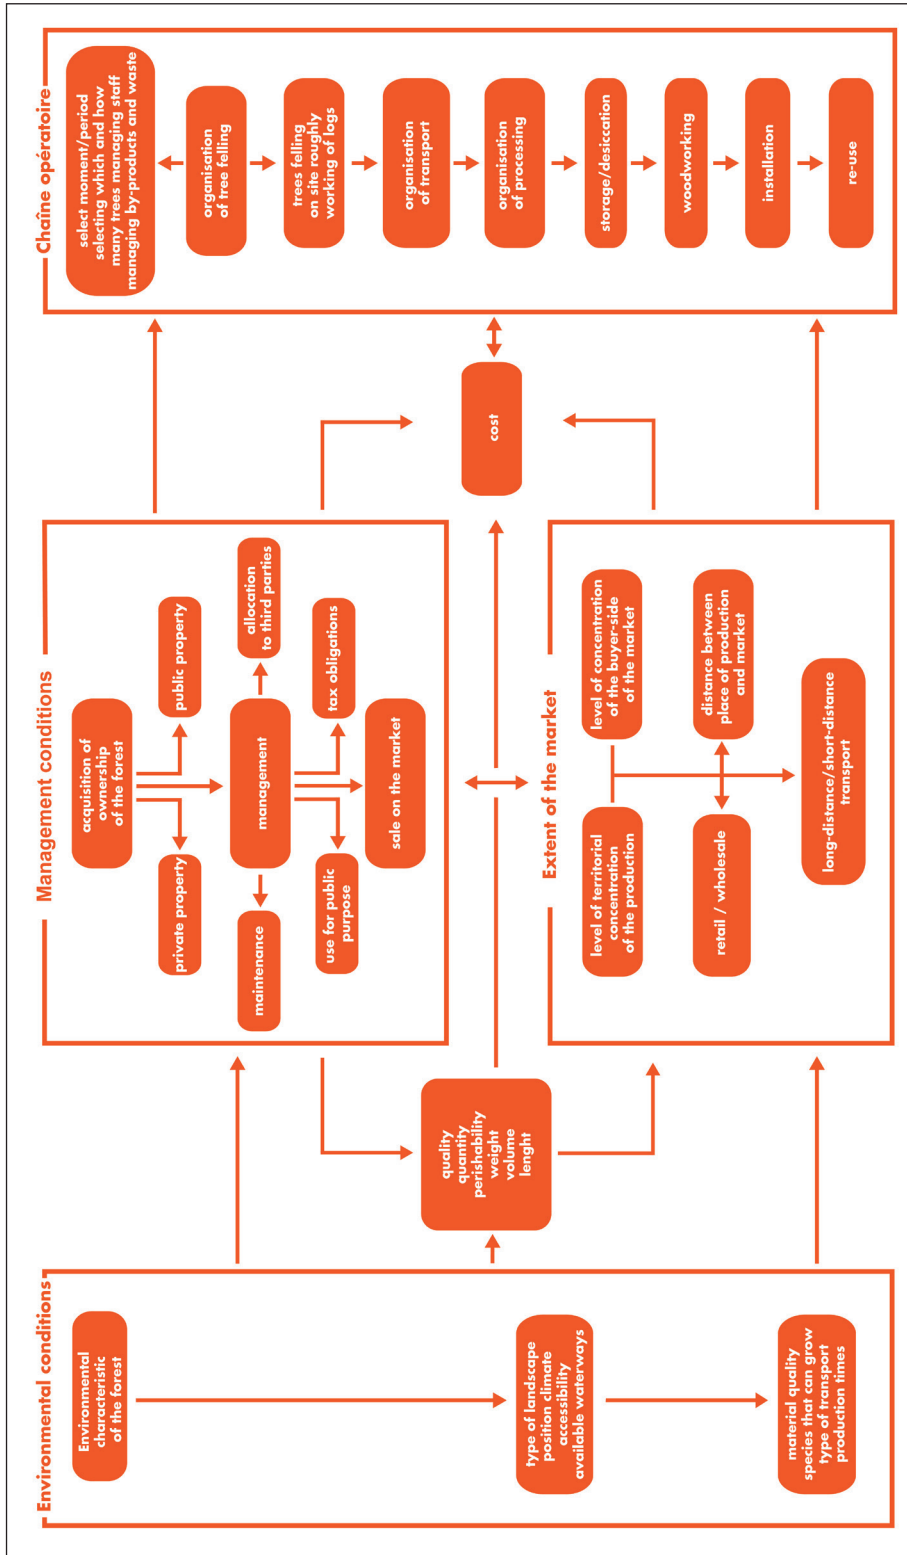 Environmental conditions
Environmental
characteristic
of the forest
type of landscape
position climate
accessibility
available waterways
material quality
species that can grow
type of transport
production times
quality
quantity
perishability
weight
volume
lenght
Management conditions
acquisition of
ownership
of the forest
private property
public property
maintenance
management
allocation
to third parties
use for public
purpose
tax obligations
sale on the market
Extent of the market
level of territorial
concentration
of the production
level of concentration
of the buyer-side
of the market
retail / wholesale
distance between
place of production
and market
long-distance/short-distance
transport
cost
Chaîne opératoire
select moment/period
selecting which and how
many trees managing staff
managing by-products and waste
organisation
of tree felling
trees felling
on site roughly
working of logs
organisation
of transport
organisation
of processing
storage/desiccation
woodworking
installation
re-use